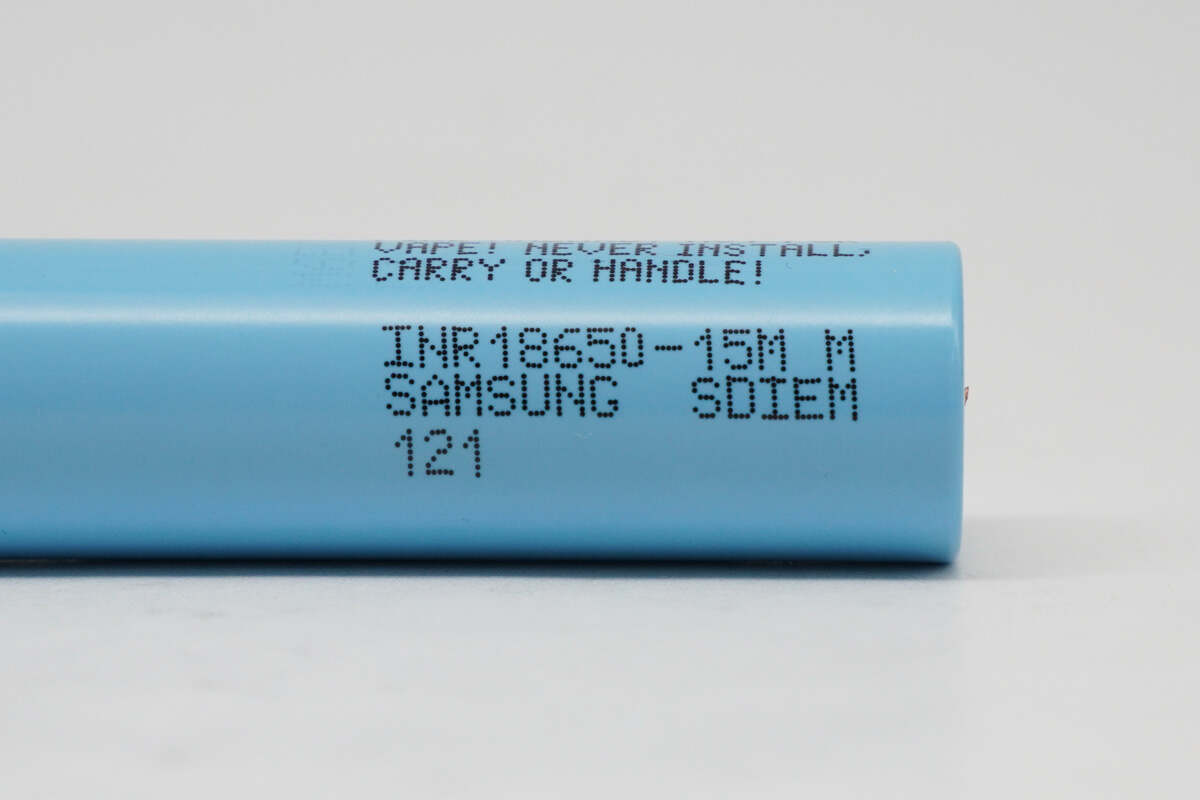 VAPE! NEVER INSTALL,
CARRY OR HANDLE!
INR18650-15M M
SAMSUNG SDIEM
121